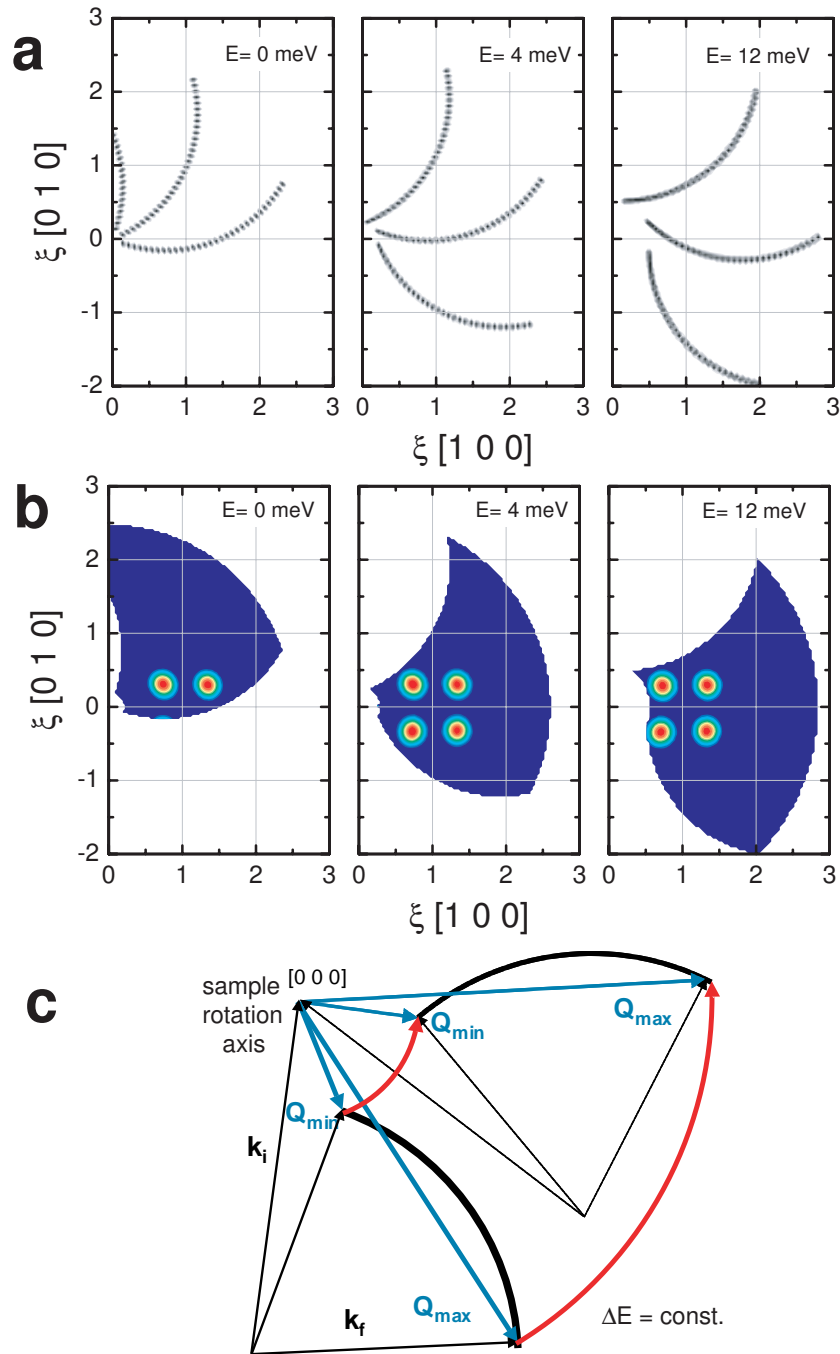 a
E= 0 meV
E= 4 meV
E= 12 meV
3
2
1
0
-1
-2
ξ [0 1 0]
0 1 2 3
0 1 2 3
0 1 2 3
ξ [1 0 0]
b
E= 0 meV
E= 4 meV
E= 12 meV
3
2
1
0
-1
-2
ξ [0 1 0]
0 1 2 3
0 1 2 3
0 1 2 3
ξ [1 0 0]
c
[0 0 0]
sample
rotation
axis
Qmin
Qmax
Qmin
ki
Qmax
kf
ΔE = const.